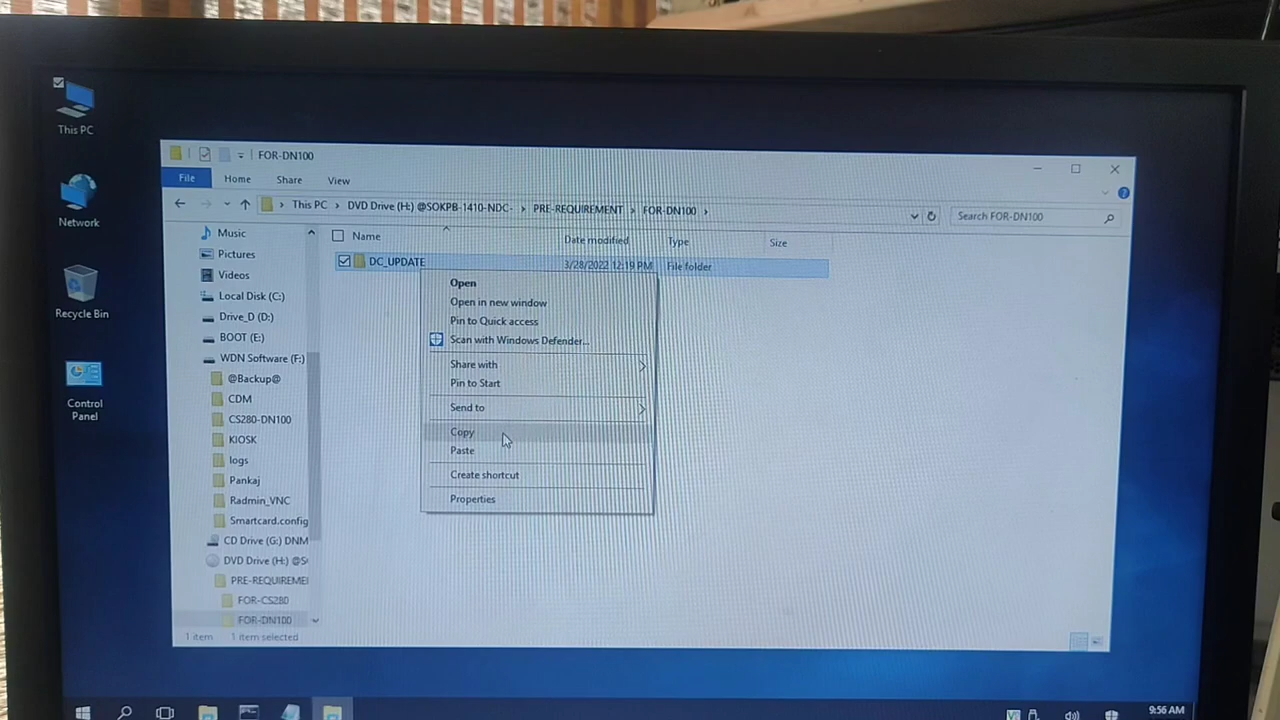 This PC
Network
Recycle Bin
Control
Panel
FOR-DN100
File Home Share View
This PC DVD Drive (H:) @SOKPB-1410-NDC- PRE-REQUIREMENT FOR-DN100
Search FOR-DN100
Music
Pictures
Videos
Local Disk (C:)
Drive_D (D:)
BOOT (E:)
WDN Software (F:)
@Backup@
CDM
CS280-DN100
KIOSK
logs
Pankaj
Radmin_VNC
Smartcard.config
CD Drive (G:) DNM
DVD Drive (H:) @S
PRE-REQUIREME
FOR-CS280
FOR-DN100
Name Date modified Type Size
DC_UPDATE 3/28/2022 12:19 PM File folder
Open
Open in new window
Pin to Quick access
Scan with Windows Defender...
Share with
Pin to Start
Send to
Copy
Paste
Create shortcut
Properties
1 item 1 item selected
9:56 AM